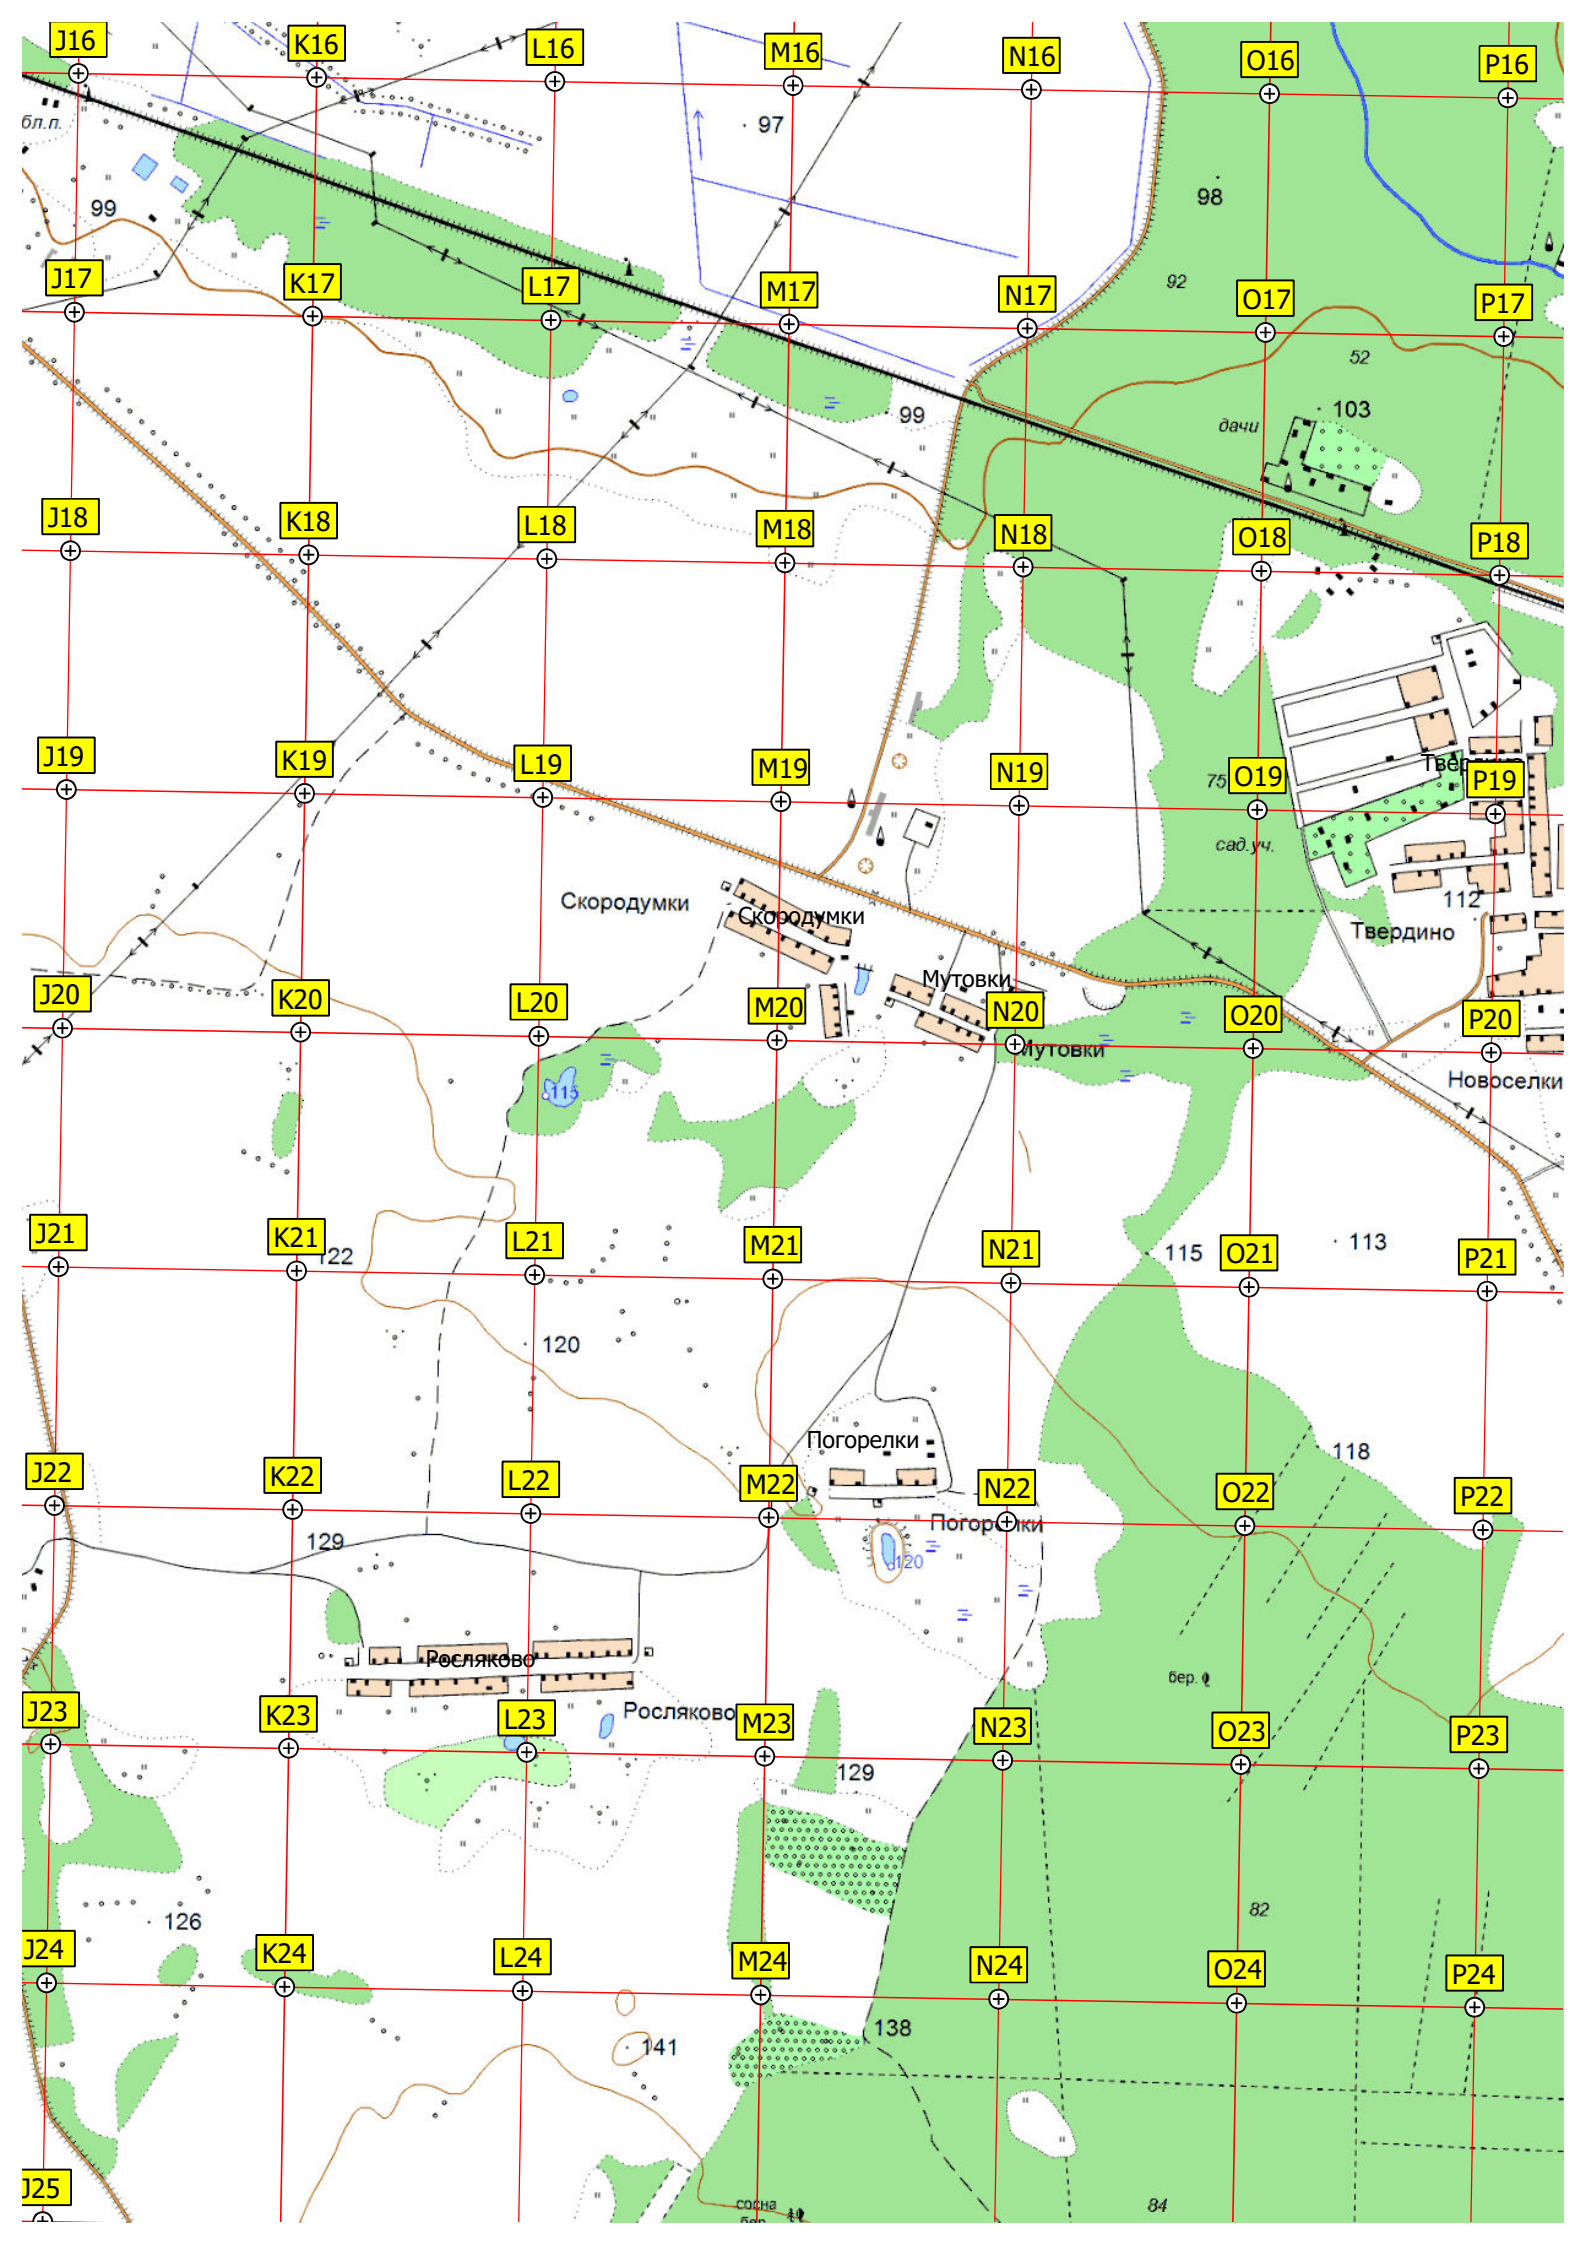 J16
K16
L16
M16
N16
O16
P16
бл.п.
97
98
99
92
J17
K17
L17
M17
N17
O17
P17
52
99
дачи
103
J18
K18
L18
M18
N18
O18
P18
J19
K19
L19
M19
N19
75
O19
P19
сад.уч.
Скородумки
Скородумки
112
Твердино
Мутовки
J20
K20
L20
M20
N20
O20
P20
Мутовки
Новоселки
115
J21
K21
122
L21
M21
N21
115
O21
113
P21
120
Погорелки
118
J22
K22
L22
M22
N22
O22
P22
129
Погорелки
120
Росляково
бер.
J23
K23
L23
Росляково
M23
N23
O23
P23
129
82
126
J24
K24
L24
M24
N24
O24
P24
138
141
J25
сосна
84